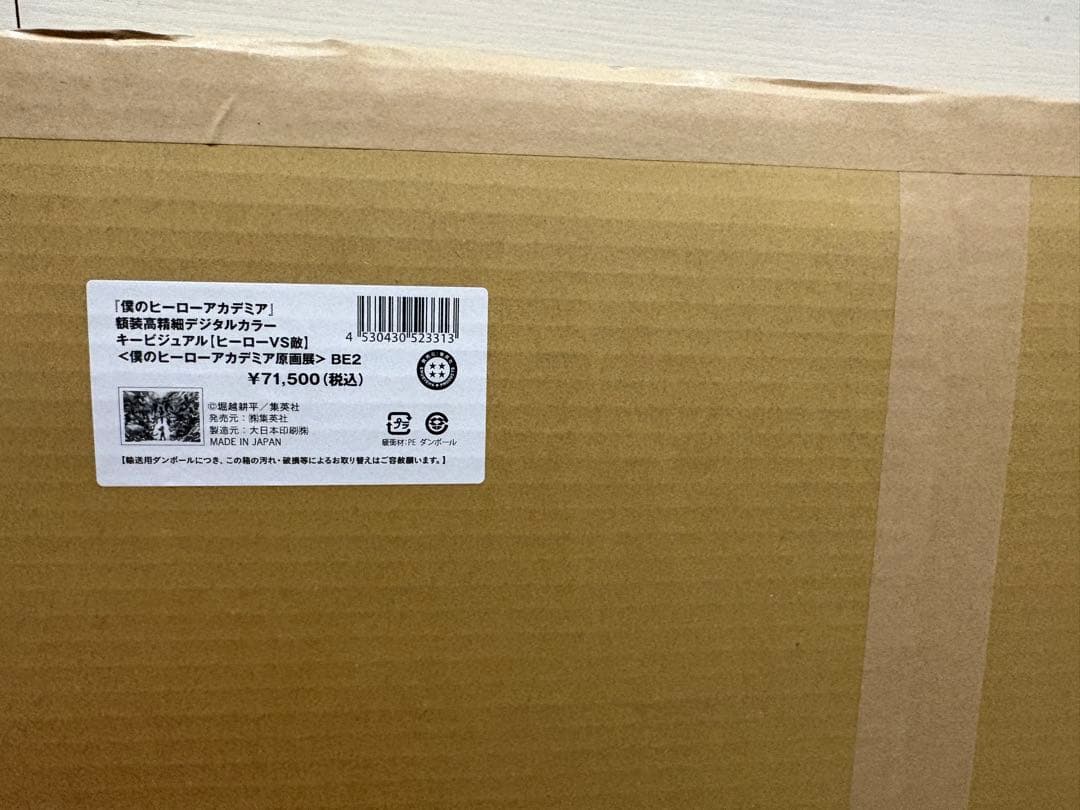 『僕のヒーローアカデミア』
額装高精細デジタルカラー
キービジュアル【ヒーローVS敵】
<僕のヒーローアカデミア原画展> BE2
¥71,500(税込)
4 530430 523313
©堀越耕平/集英社
発売元:㈱集英社
製造元:大日本印刷㈱
MADE IN JAPAN
プラ
緩衝材:PE ダンボール
【輸送用ダンボールにつき、この箱の汚れ・破損等によるお取り替えはご容赦願います。】